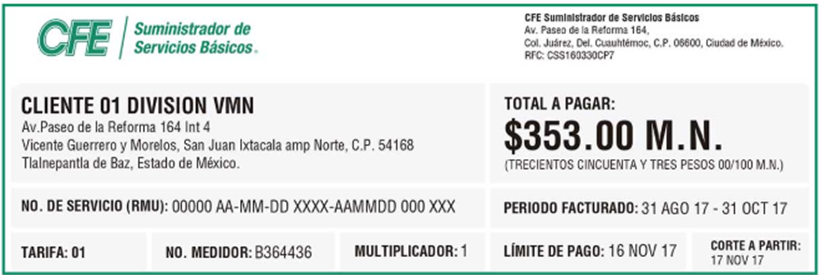 CFE Suministrador de
Servicios Básicos®
CFE Suministrador de Servicios Básicos
Av. Paseo de la Reforma 164,
Col. Juárez, Del. Cuauhtémoc, C.P. 06600, Ciudad de México.
RFC: CSS160330CP7
CLIENTE 01 DIVISION VMN
Av.Paseo de la Reforma 164 Int 4
Vicente Guerrero y Morelos, San Juan Ixtacala amp Norte, C.P. 54168
Tlalnepantla de Baz, Estado de México.
TOTAL A PAGAR:
$353.00 M.N.
(TRECIENTOS CINCUENTA Y TRES PESOS 00/100 M.N.)
NO. DE SERVICIO (RMU): 00000 AA-MM-DD XXXX-AAMMDD 000 XXX
PERIODO FACTURADO: 31 AGO 17 - 31 OCT 17
TARIFA: 01
NO. MEDIDOR: B364436
MULTIPLICADOR: 1
LÍMITE DE PAGO: 16 NOV 17
CORTE A PARTIR:
17 NOV 17